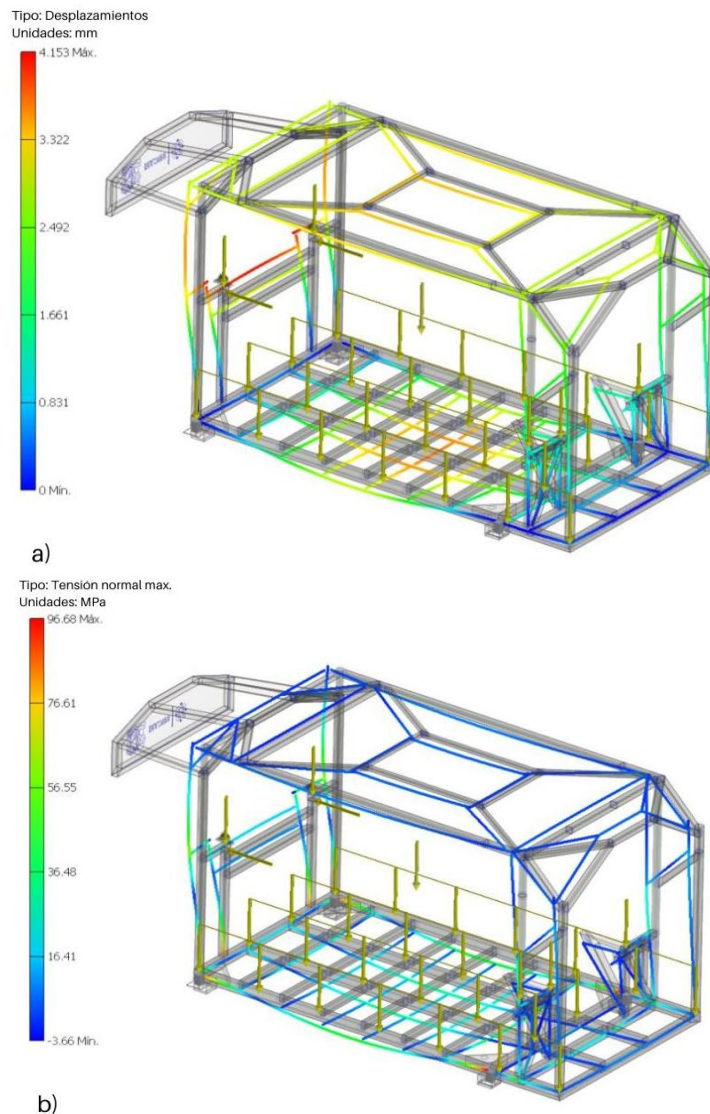 Tipo: Desplazamientos
Unidades: mm
4.153 Máx.
3.322
2.492
1.661
0.831
0 Mín.
a)
Tipo: Tensión normal max.
Unidades: MPa
96.68 Máx.
76.61
56.55
36.48
16.41
-3.66 Mín.
b)